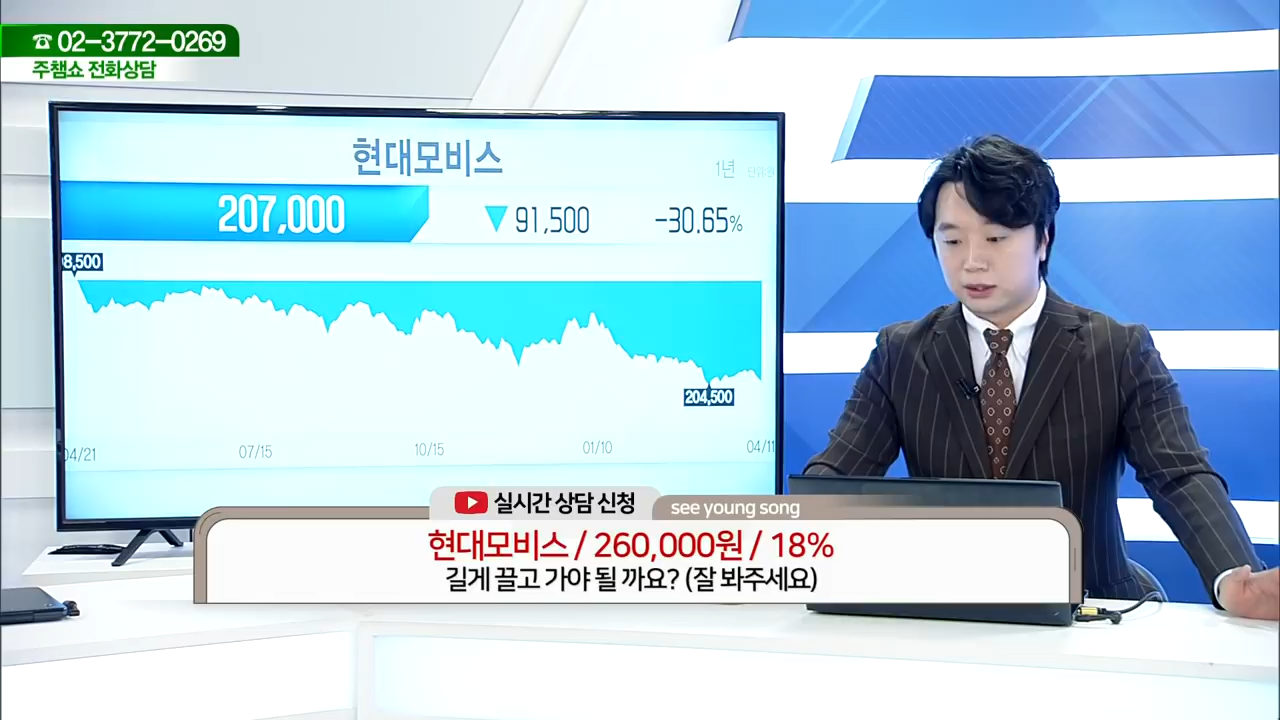 ☎ 02-3772-0269
주챔쇼 전화상담
현대모비스
1년 단위:원
207,000 ▼ 91,500 -30.65%
8,500
204,500
04/21 07/15 10/15 01/10 04/11
실시간 상담 신청 see young song
현대모비스 / 260,000원 / 18%
길게 끌고 가야 될 까요? (잘 봐주세요)